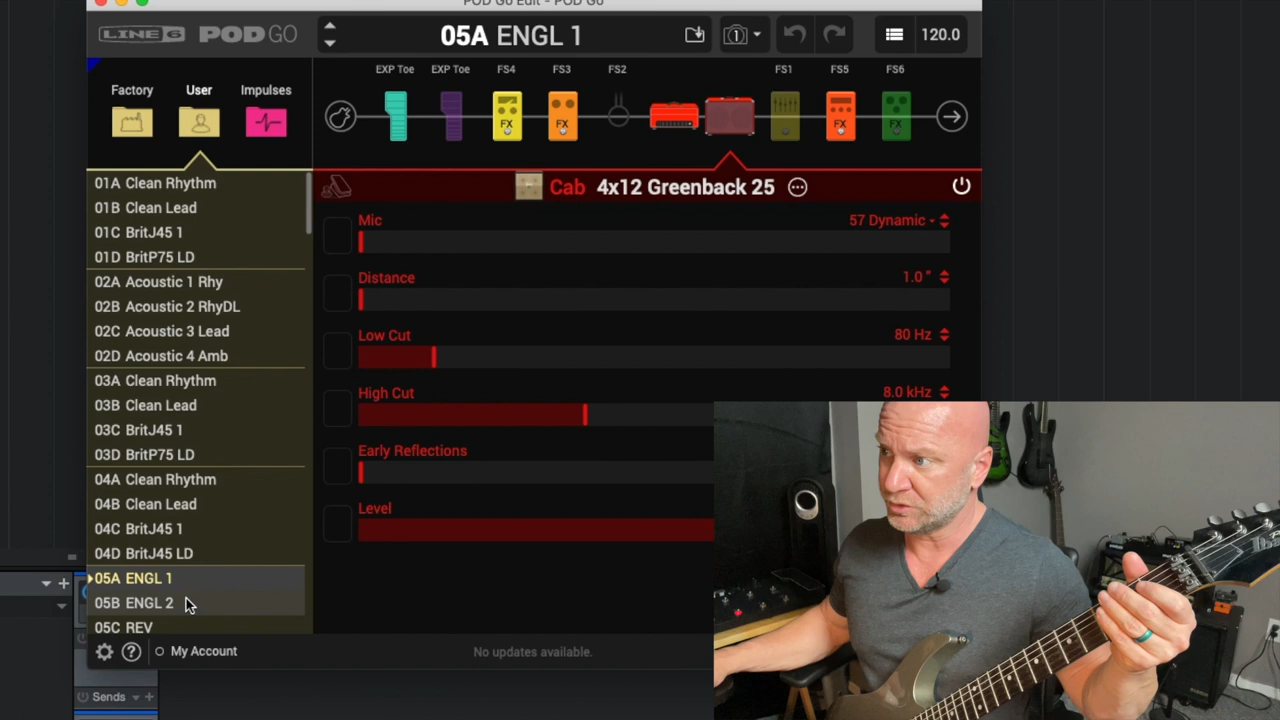 POD Go Edit - POD Go
LINE 6 POD GO
05A ENGL 1
1
120.0
Factory User Impulses
EXP Toe EXP Toe FS4 FS3 FS2 FS1 FS5 FS6
FX FX FX FX
Cab 4x12 Greenback 25
01A Clean Rhythm
01B Clean Lead
01C BritJ45 1
01D BritP75 LD
02A Acoustic 1 Rhy
02B Acoustic 2 RhyDL
02C Acoustic 3 Lead
02D Acoustic 4 Amb
03A Clean Rhythm
03B Clean Lead
03C BritJ45 1
03D BritP75 LD
04A Clean Rhythm
04B Clean Lead
04C BritJ45 1
04D BritJ45 LD
05A ENGL 1
05B ENGL 2
05C REV
Mic 57 Dynamic
Distance 1.0 "
Low Cut 80 Hz
High Cut 8.0 kHz
Early Reflections
Level
? My Account
No updates available.
Sends